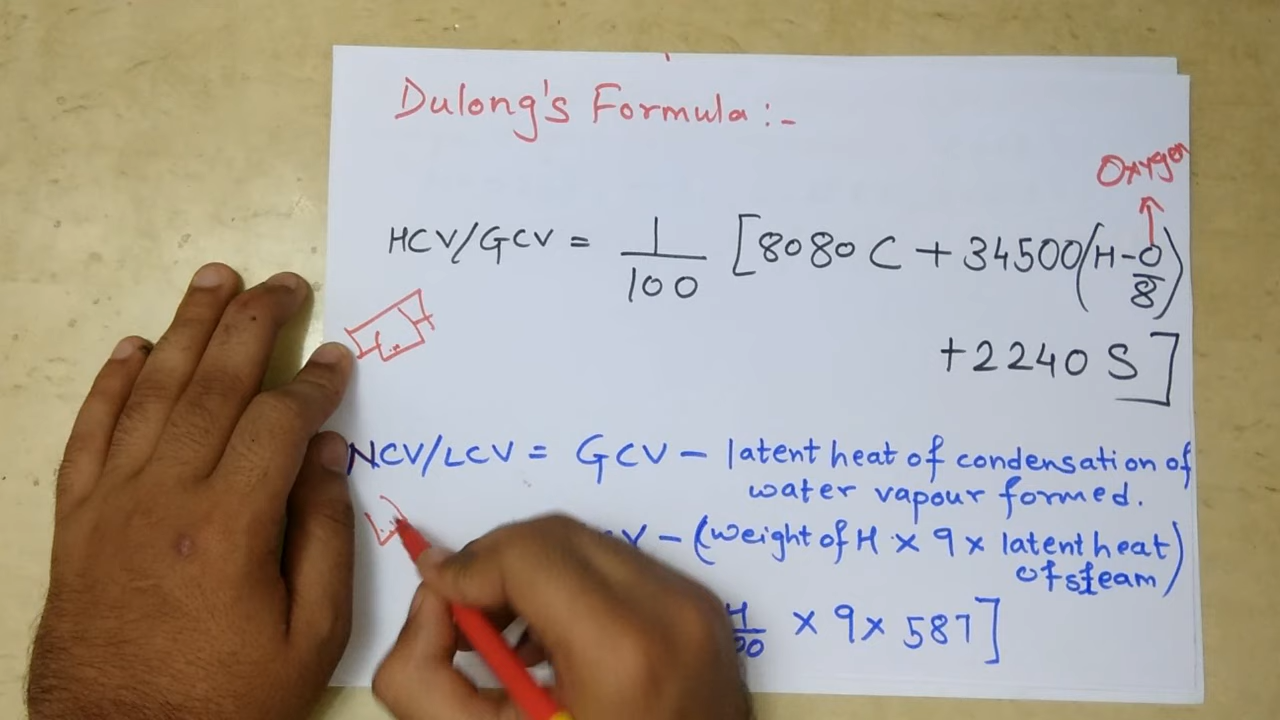 Dulong's Formula :-
Oxygen
HCV/GCV = 1/100 [8080 C + 34500(H-O/8)
+2240 S]
NCV/LCV = GCV - latent heat of condensation of
water vapour formed.
- (weight of H × 9 × latent heat
of steam)
H × 9 × 587]